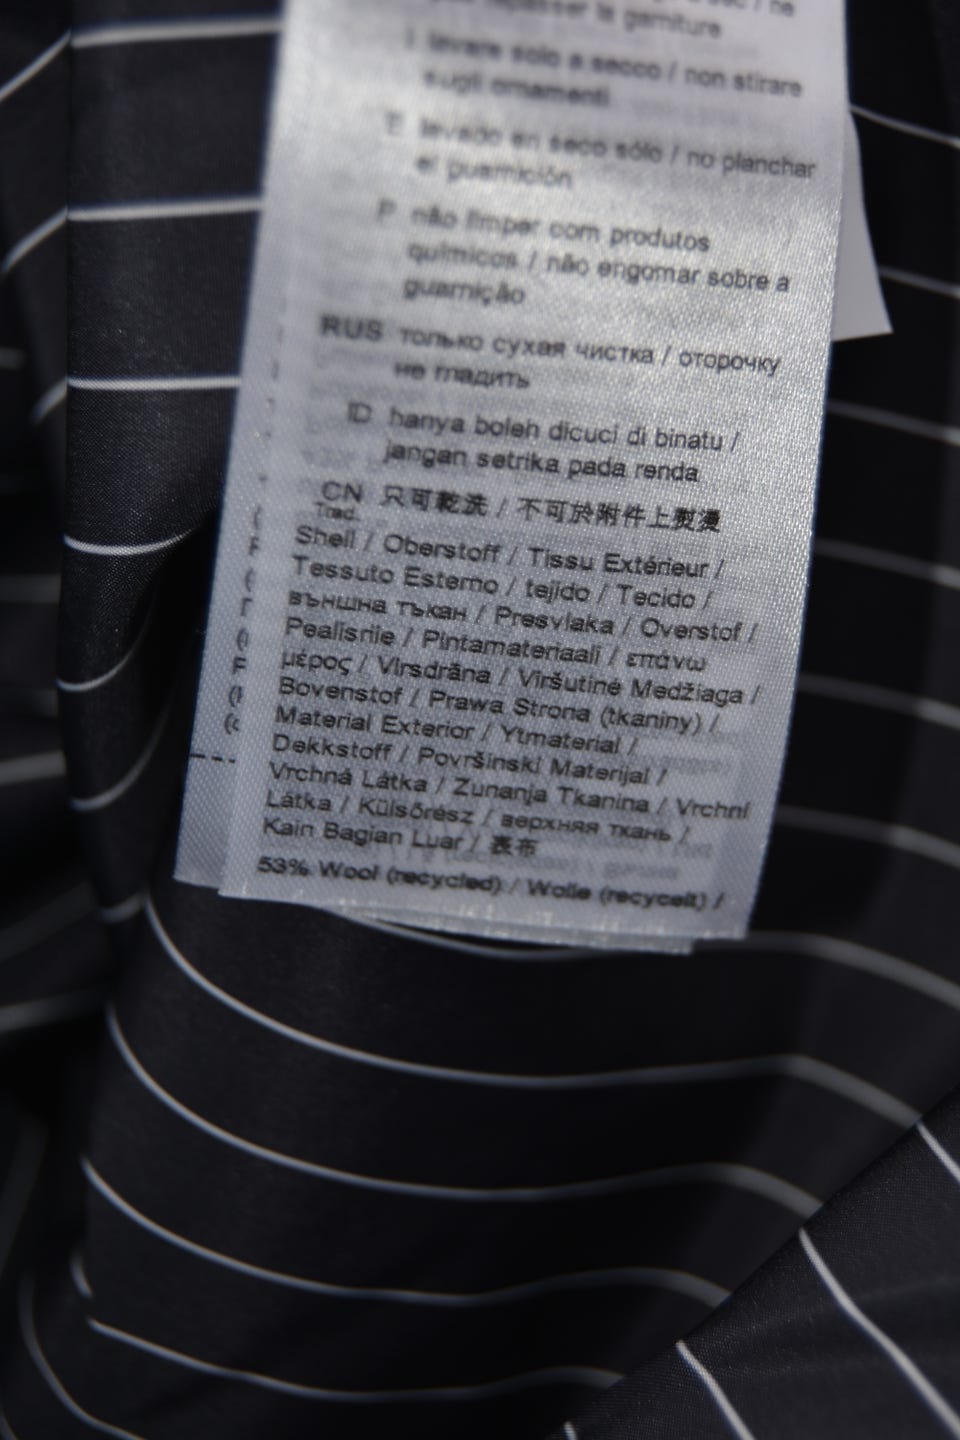 repasser la garniture
I levare solo a secco / non stirare
sugli ornamenti
E lavado en seco sólo / no planchar
el guarnición
P não limpar com produtos
químicos / não engomar sobre a
guarnição
RUS только сухая чистка / оторочку
не гладить
ID hanya boleh dicuci di binatu /
jangan setrika pada renda
CN 只可乾洗 / 不可於附件上熨燙
Trad.
Shell / Oberstoff / Tissu Extérieur /
Tessuto Esterno / tejido / Tecido /
външна тъкан / Presvlaka / Overstof /
Pealisriie / Pintamateriaali / επάνω
μέρος / Virsdrāna / Viršutinė Medžiaga /
Bovenstof / Prawa Strona (tkaniny) /
Material Exterior / Ytmaterial /
Dekkstoff / Površinski Materijal /
Vrchná Látka / Zunanja Tkanina / Vrchní
Látka / Külsőrész / верхняя ткань /
Kain Bagian Luar / 表布
53% Wool (recycled) / Wolle (recycelt) /